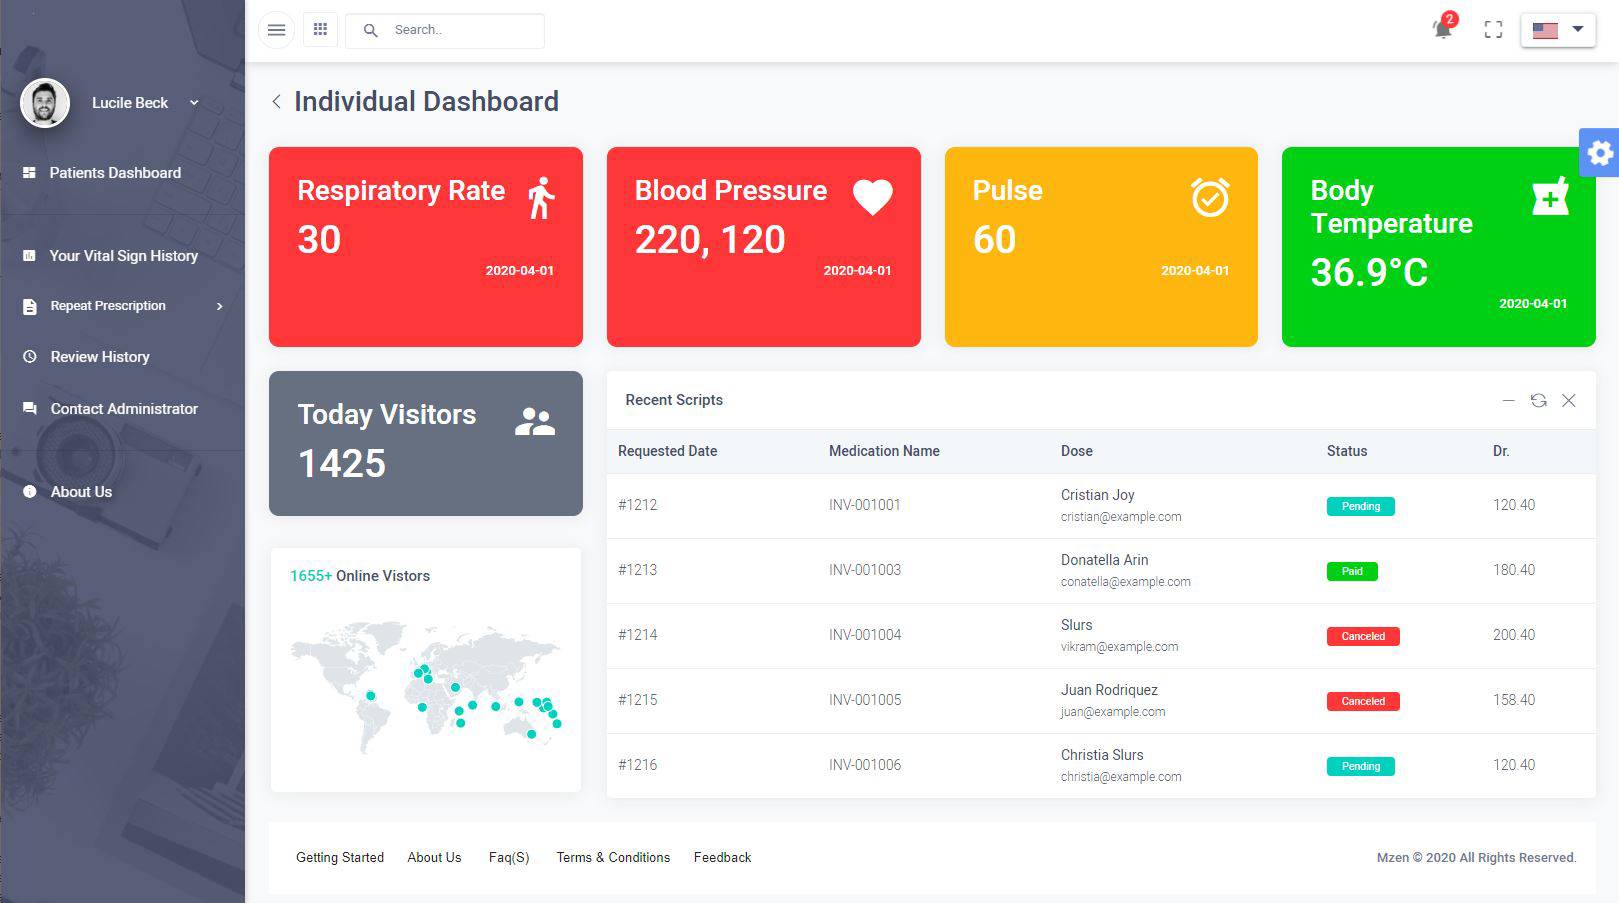 Search..
2
Lucile Beck
Patients Dashboard
Your Vital Sign History
Repeat Prescription
Review History
Contact Administrator
About Us
Individual Dashboard
Respiratory Rate
30
2020-04-01
Blood Pressure
220, 120
2020-04-01
Pulse
60
2020-04-01
Body
Temperature
36.9°C
2020-04-01
Today Visitors
1425
1655+ Online Vistors
Recent Scripts
Requested Date Medication Name Dose Status Dr.
#1212 INV-001001 Cristian Joy Pending 120.40
cristian@example.com
#1213 INV-001003 Donatella Arin Paid 180.40
conatella@example.com
#1214 INV-001004 Slurs Canceled 200.40
vikram@example.com
#1215 INV-001005 Juan Rodriquez Canceled 158.40
juan@example.com
#1216 INV-001006 Christia Slurs Pending 120.40
christia@example.com
Getting Started About Us Faq(S) Terms & Conditions Feedback
Mzen © 2020 All Rights Reserved.